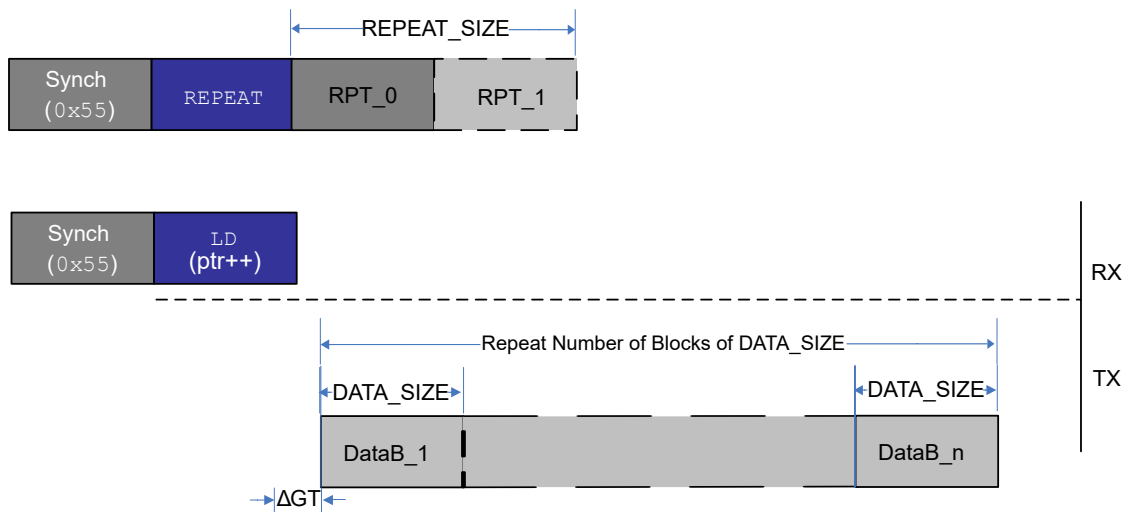 REPEAT_SIZE
Synch
(0x55)
REPEAT
RPT_0
RPT_1
Synch
(0x55)
LD
(ptr++)
RX
Repeat Number of Blocks of DATA_SIZE
TX
DATA_SIZE
DATA_SIZE
DataB_1
DataB_n
ΔGT